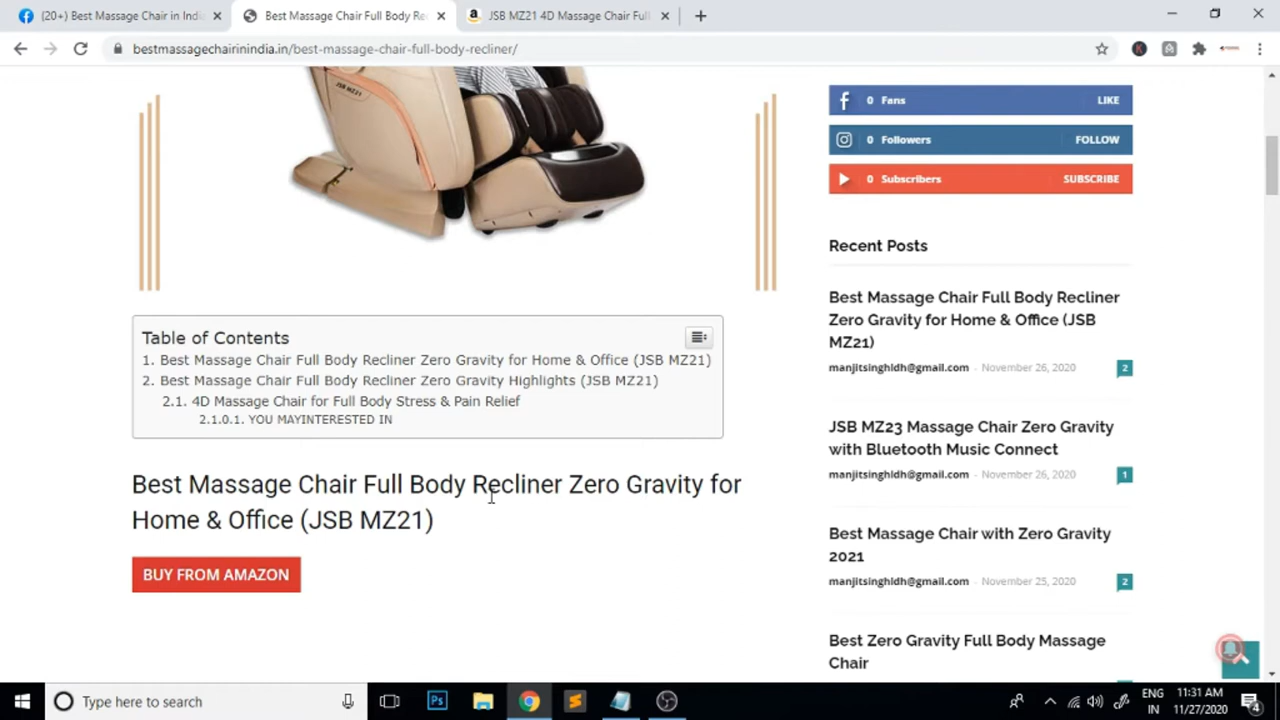 (20+) Best Massage Chair in Indi
Best Massage Chair Full Body Re
JSB MZ21 4D Massage Chair Full
bestmassagechairinindia.in/best-massage-chair-full-body-recliner/
JSB MZ21
0 Fans LIKE
0 Followers FOLLOW
0 Subscribers SUBSCRIBE
Table of Contents
1. Best Massage Chair Full Body Recliner Zero Gravity for Home & Office (JSB MZ21)
2. Best Massage Chair Full Body Recliner Zero Gravity Highlights (JSB MZ21)
2.1. 4D Massage Chair for Full Body Stress & Pain Relief
2.1.0.1. YOU MAYINTERESTED IN
Best Massage Chair Full Body Recliner Zero Gravity for
Home & Office (JSB MZ21)
BUY FROM AMAZON
Recent Posts
Best Massage Chair Full Body Recliner
Zero Gravity for Home & Office (JSB
MZ21)
manjitsinghldh@gmail.com - November 26, 2020 2
JSB MZ23 Massage Chair Zero Gravity
with Bluetooth Music Connect
manjitsinghldh@gmail.com - November 26, 2020 1
Best Massage Chair with Zero Gravity
2021
manjitsinghldh@gmail.com - November 25, 2020 2
Best Zero Gravity Full Body Massage
Chair
Type here to search
Ps
ENG
IN
11:31 AM
11/27/2020
4